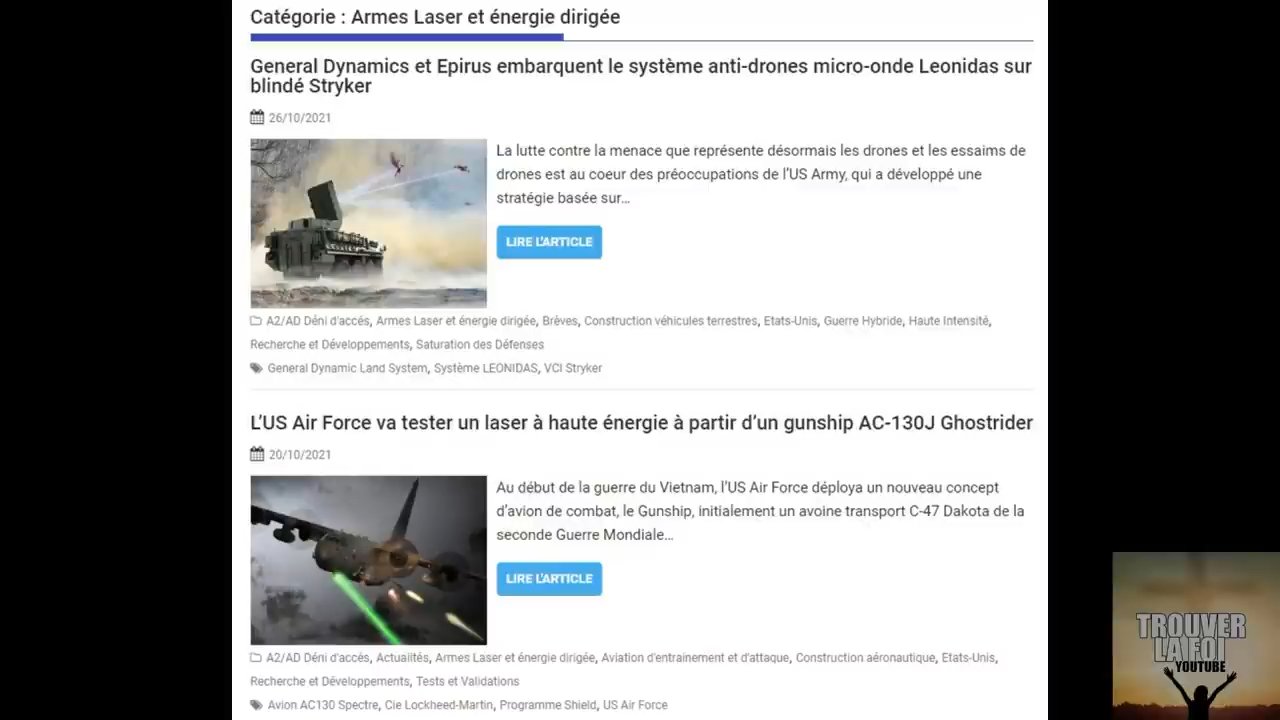 Catégorie : Armes Laser et énergie dirigée
General Dynamics et Epirus embarquent le système anti-drones micro-onde Leonidas sur
blindé Stryker
26/10/2021
La lutte contre la menace que représente désormais les drones et les essaims de
drones est au coeur des préoccupations de l'US Army, qui a développé une
stratégie basée sur...
LIRE L'ARTICLE
A2/AD Déni d'accès, Armes Laser et énergie dirigée, Brèves, Construction véhicules terrestres, Etats-Unis, Guerre Hybride, Haute Intensité,
Recherche et Développements, Saturation des Défenses
General Dynamic Land System, Système LEONIDAS, VCI Stryker
L'US Air Force va tester un laser à haute énergie à partir d'un gunship AC-130J Ghostrider
20/10/2021
Au début de la guerre du Vietnam, l'US Air Force déploya un nouveau concept
d'avion de combat, le Gunship, initialement un avoine transport C-47 Dakota de la
seconde Guerre Mondiale...
LIRE L'ARTICLE
A2/AD Déni d'accès, Actualités, Armes Laser et énergie dirigée, Aviation d'entrainement et d'attaque, Construction aéronautique, Etats-Unis,
Recherche et Développements, Tests et Validations
Avion AC130 Spectre, Cie Lockheed-Martin, Programme Shield, US Air Force
TROUVER
LA FOI
YOUTUBE